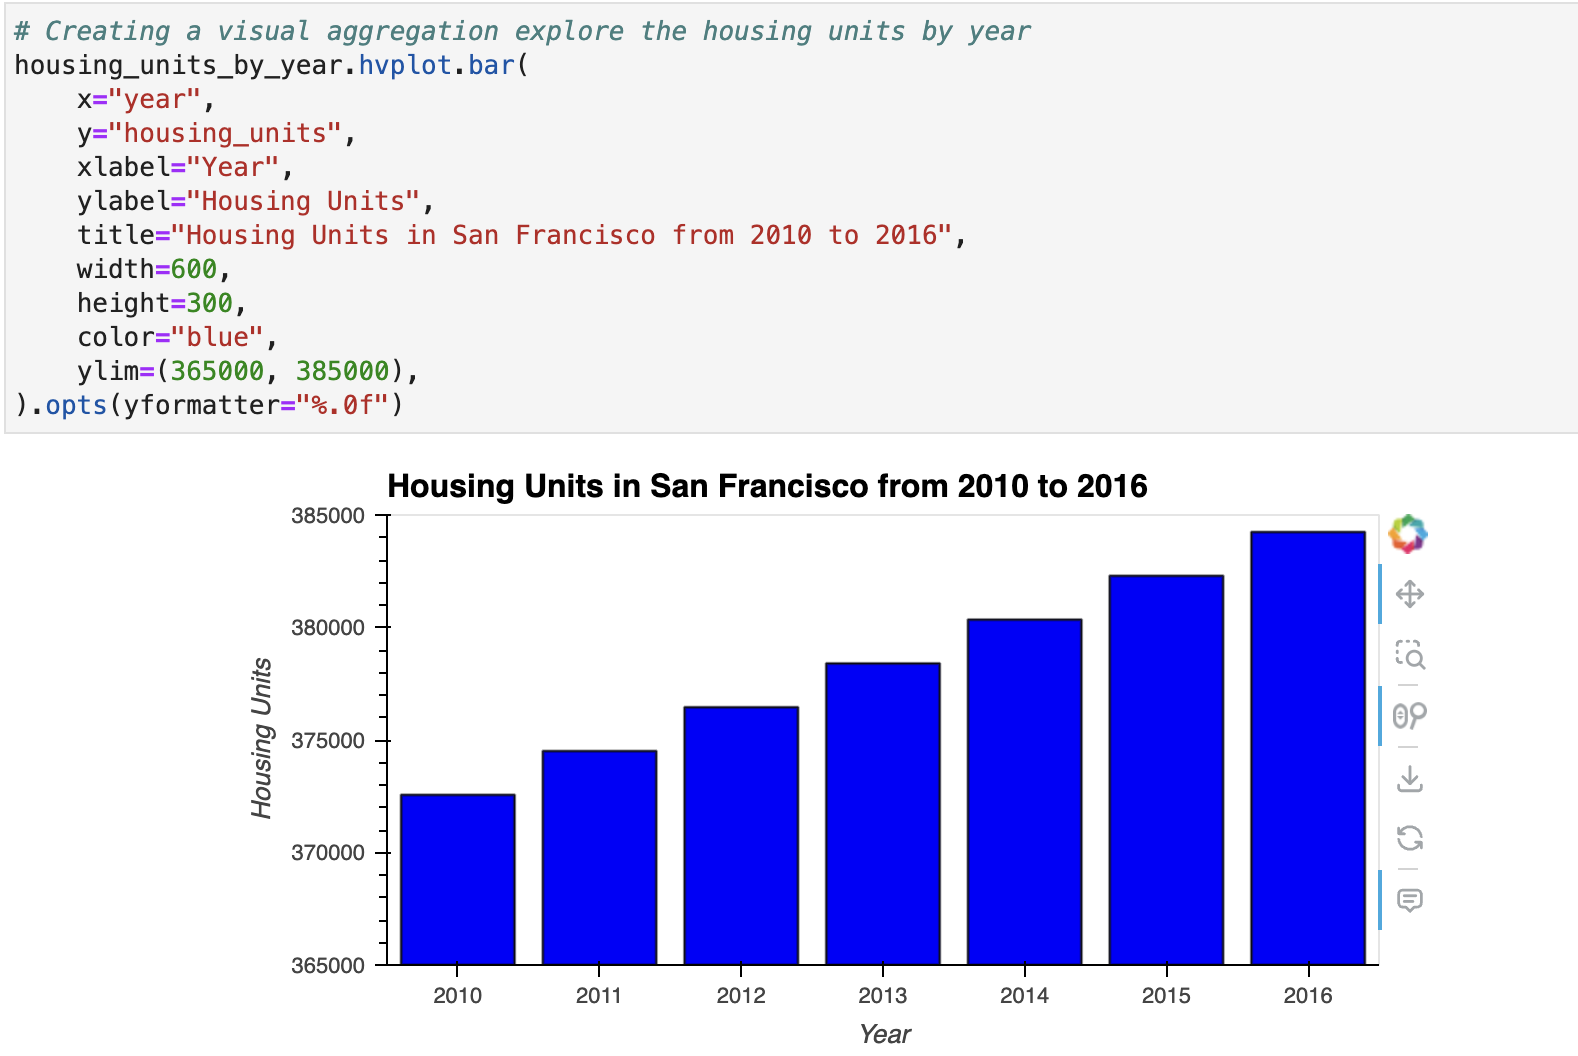 # Creating a visual aggregation explore the housing units by year
housing_units_by_year.hvplot.bar(
    x="year",
    y="housing_units",
    xlabel="Year",
    ylabel="Housing Units",
    title="Housing Units in San Francisco from 2010 to 2016",
    width=600,
    height=300,
    color="blue",
    ylim=(365000, 385000),
).opts(yformatter="%.0f")
Housing Units in San Francisco from 2010 to 2016
385000
380000
375000
370000
365000
Housing Units
2010 2011 2012 2013 2014 2015 2016
Year